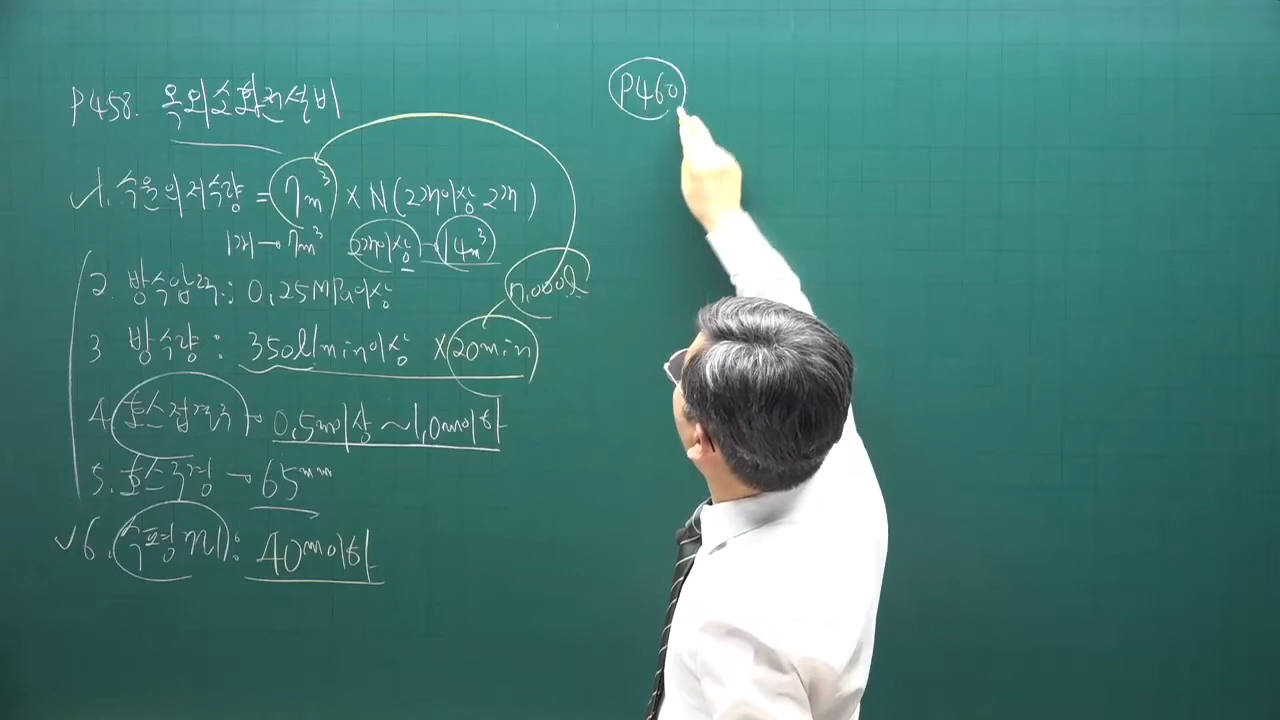 P458. 옥외소화전설비
√1. 수원의저수량 = 7m³ × N(2개이상 2개)
1개→7m³ 2개이상→14m³
2. 방수압력: 0.25MPa이상
7,000ℓ
3 방수량: 350ℓ/min이상 ×20min
4. 호스접결구→0.5m이상~1.0m이하
5. 호스구경→65mm
√6. 수평거리: 40m이하
P460